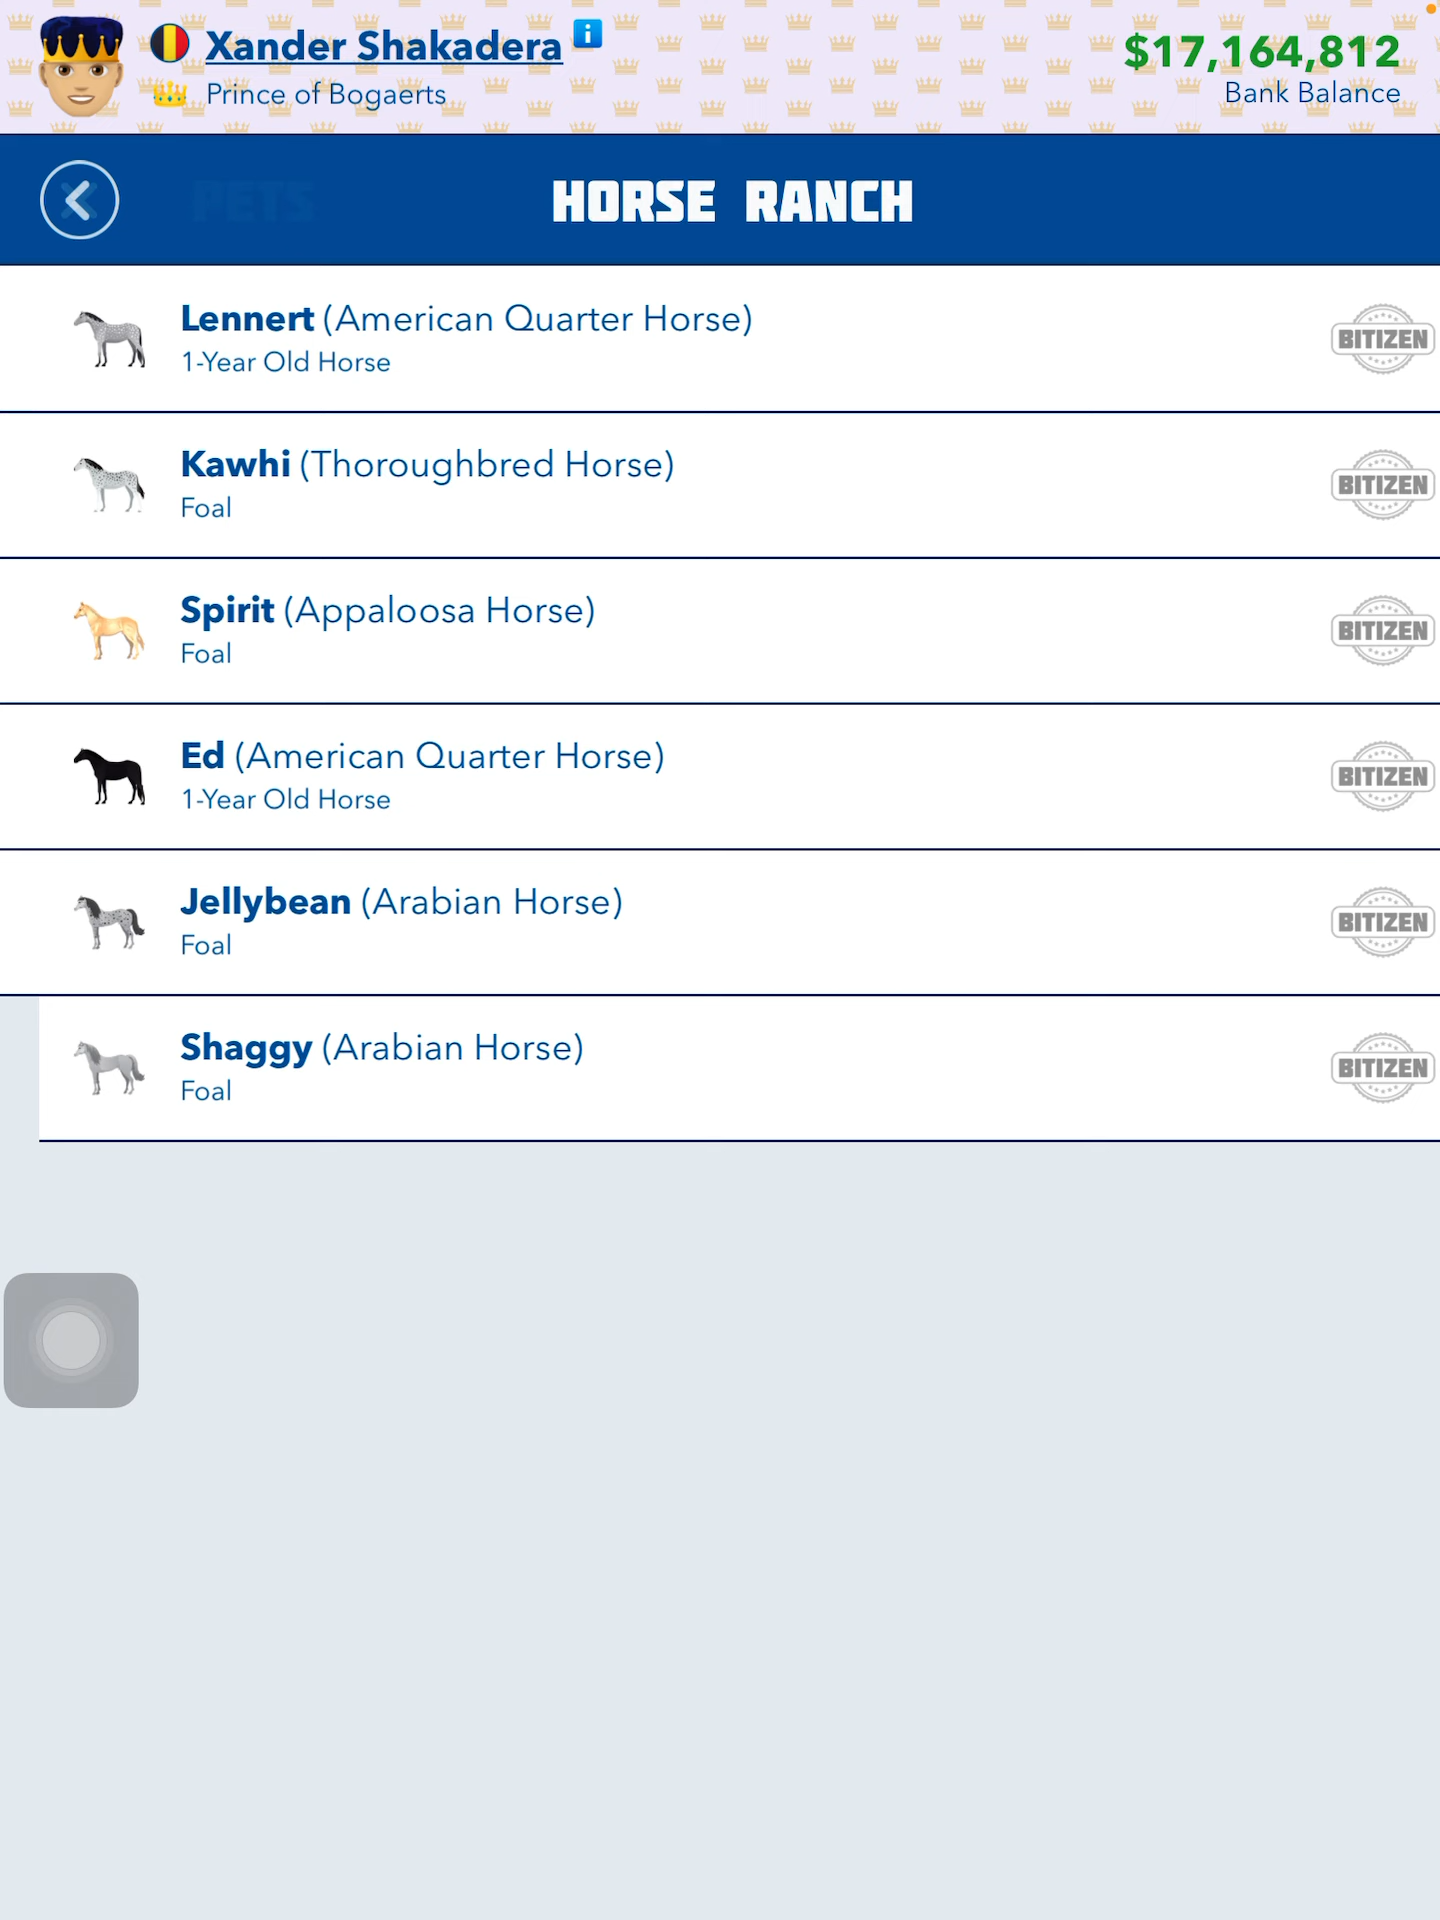 Xander Shakadera i
Prince of Bogaerts
$17,164,812
Bank Balance
PETS
HORSE RANCH
Lennert (American Quarter Horse)
1-Year Old Horse
BITIZEN
Kawhi (Thoroughbred Horse)
Foal
BITIZEN
Spirit (Appaloosa Horse)
Foal
BITIZEN
Ed (American Quarter Horse)
1-Year Old Horse
BITIZEN
Jellybean (Arabian Horse)
Foal
BITIZEN
Shaggy (Arabian Horse)
Foal
BITIZEN